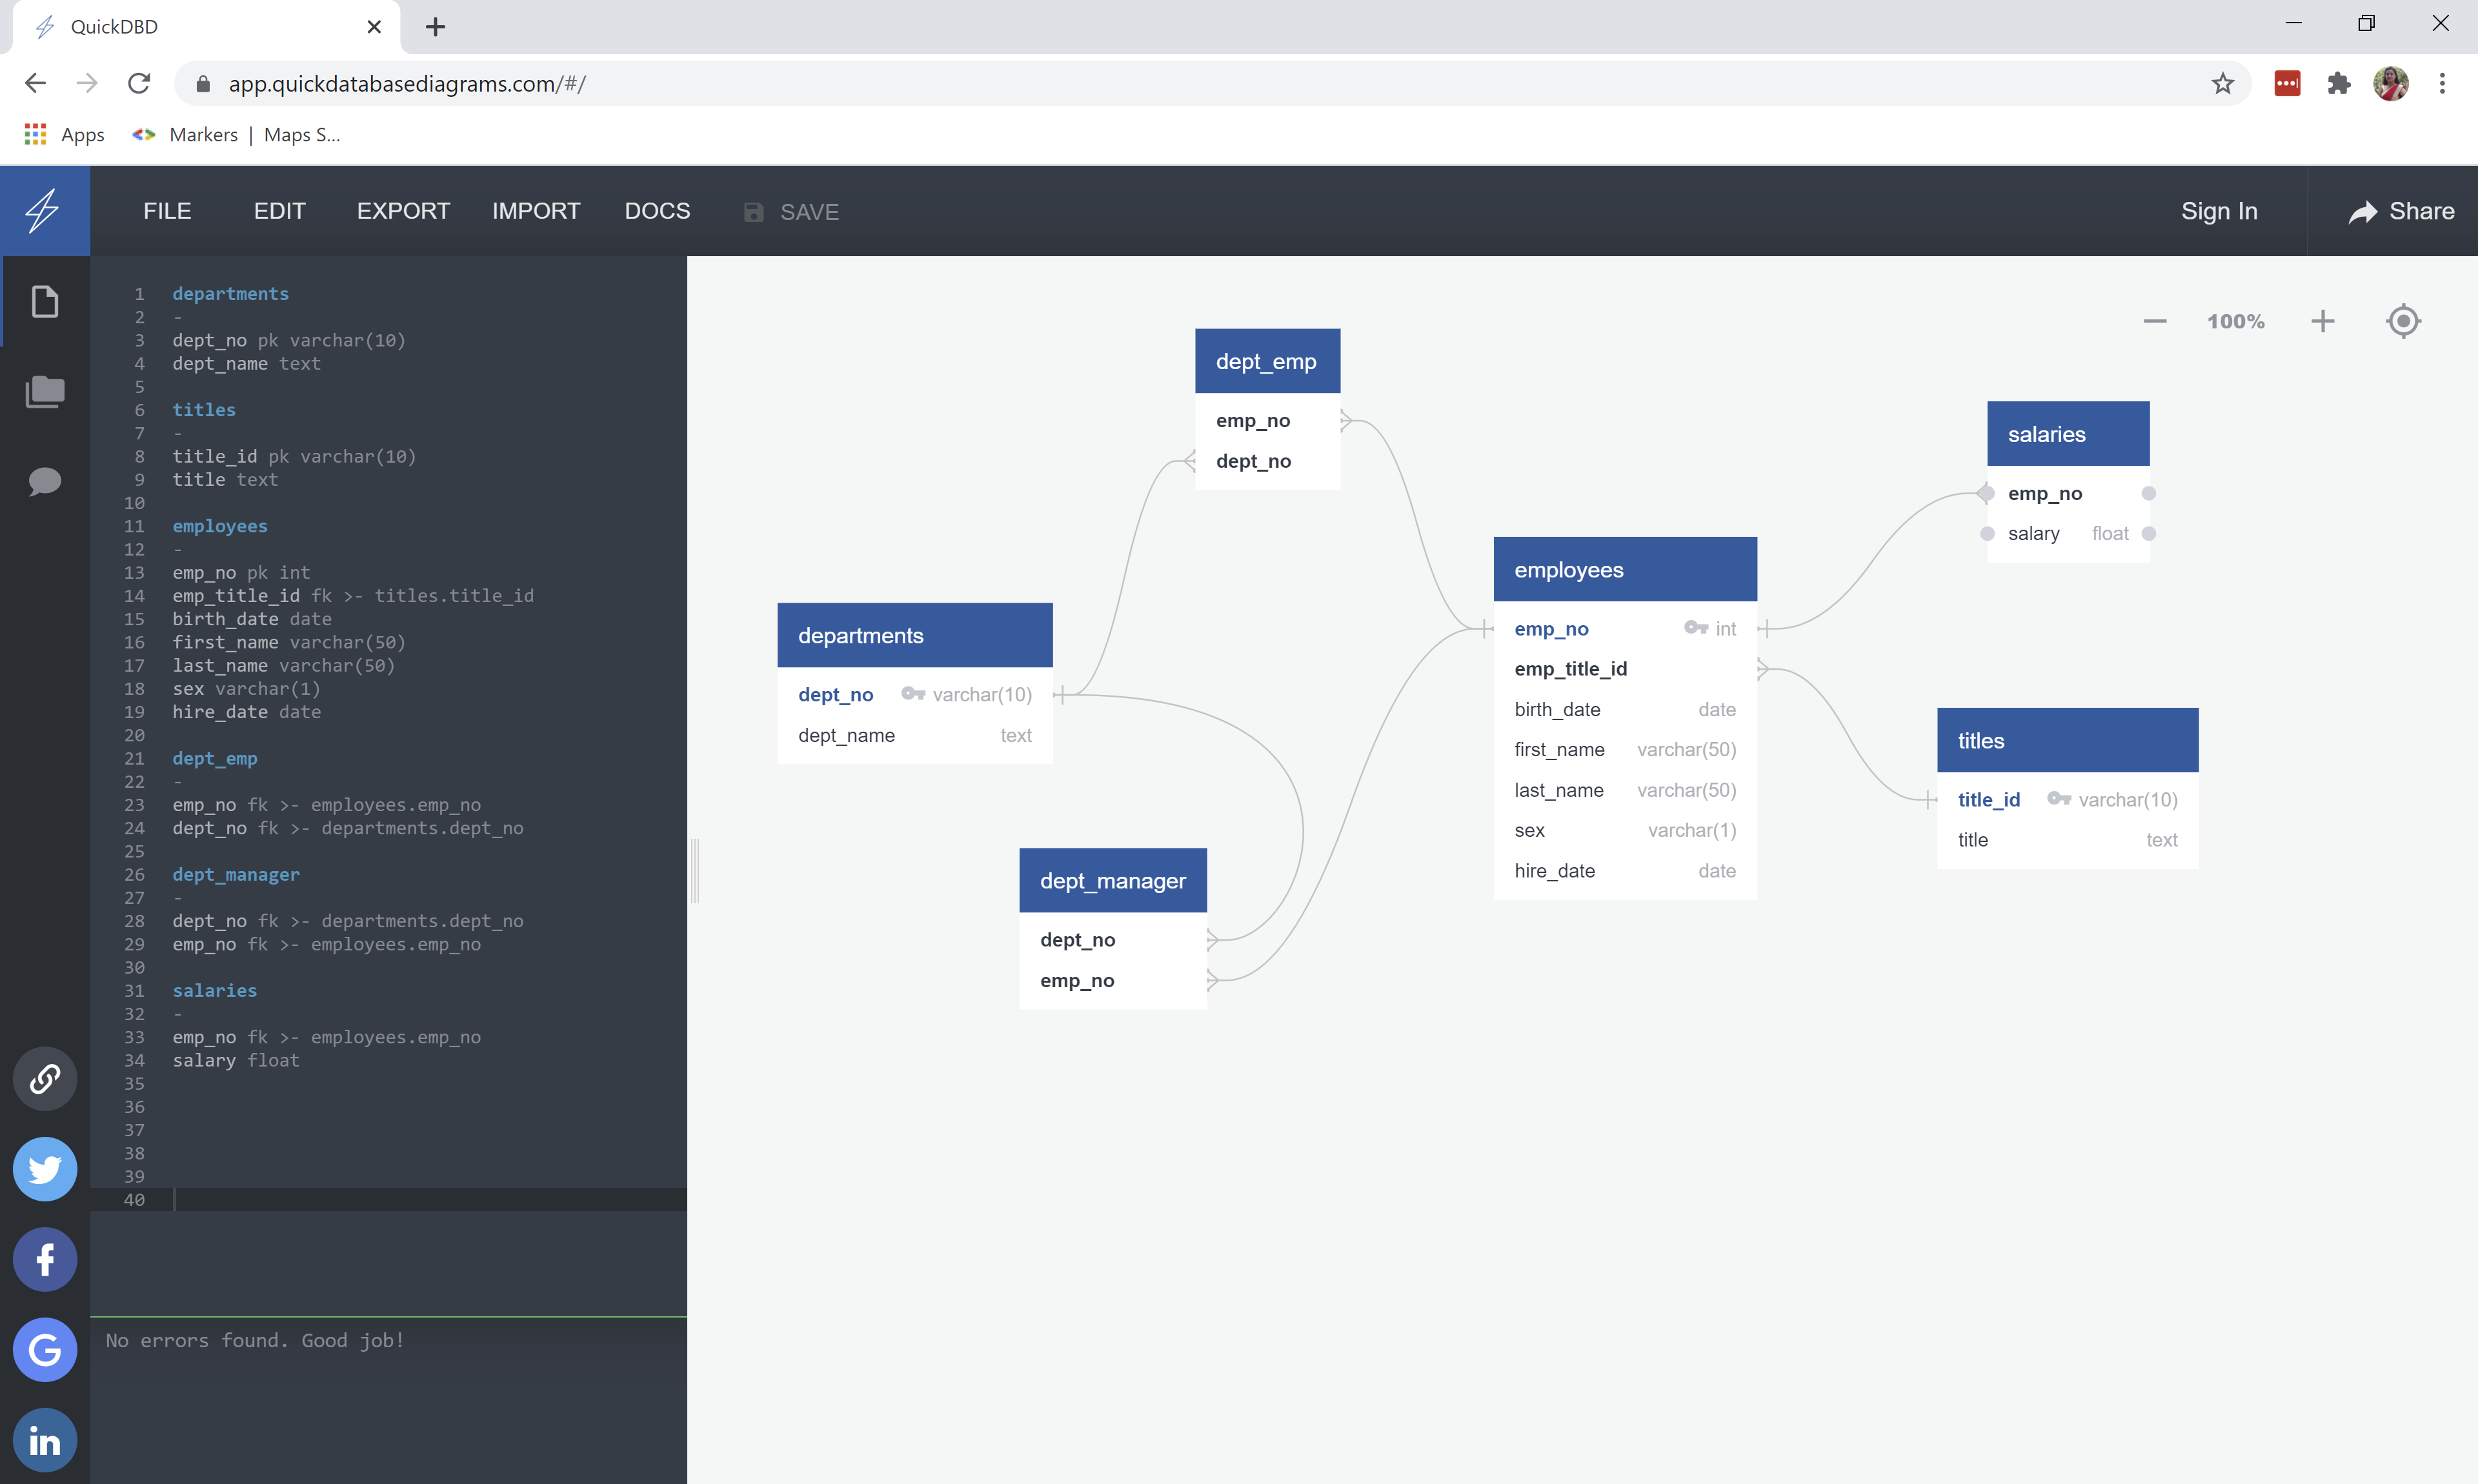 QuickDBD
app.quickdatabasediagrams.com/#/
Apps
Markers | Maps S...
FILE EDIT EXPORT IMPORT DOCS SAVE Sign In Share
1 departments
2 -
3 dept_no pk varchar(10)
4 dept_name text
5
6 titles
7 -
8 title_id pk varchar(10)
9 title text
10
11 employees
12 -
13 emp_no pk int
14 emp_title_id fk >- titles.title_id
15 birth_date date
16 first_name varchar(50)
17 last_name varchar(50)
18 sex varchar(1)
19 hire_date date
20
21 dept_emp
22 -
23 emp_no fk >- employees.emp_no
24 dept_no fk >- departments.dept_no
25
26 dept_manager
27 -
28 dept_no fk >- departments.dept_no
29 emp_no fk >- employees.emp_no
30
31 salaries
32 -
33 emp_no fk >- employees.emp_no
34 salary float
35
36
37
38
39
40
No errors found. Good job!
100%
dept_emp
emp_no
dept_no
salaries
emp_no
salary float
employees
emp_no int
emp_title_id
birth_date date
first_name varchar(50)
last_name varchar(50)
sex varchar(1)
hire_date date
departments
dept_no varchar(10)
dept_name text
titles
title_id varchar(10)
title text
dept_manager
dept_no
emp_no
f
G
in